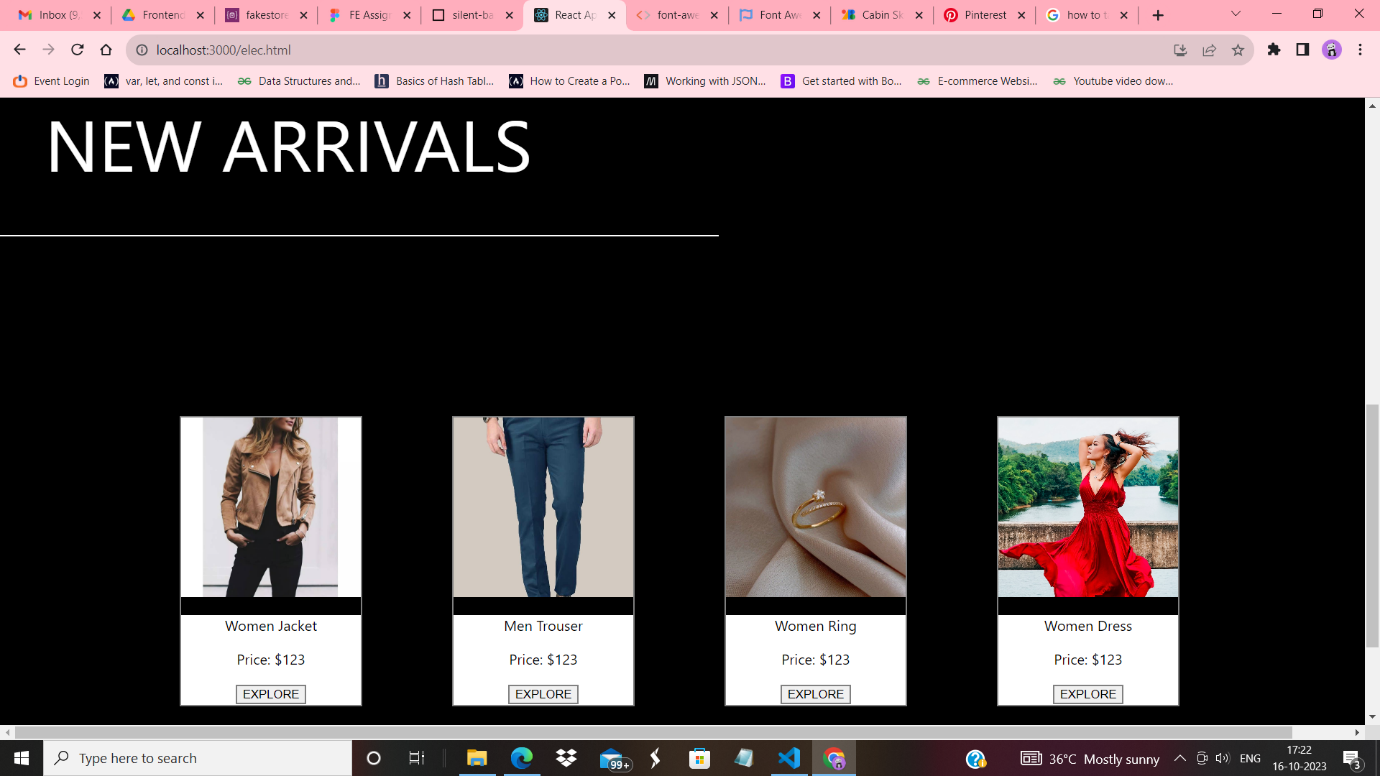 Inbox (9,
Frontend
fakestore
FE Assign
silent-ba
React Ap
font-awe
Font Awe
Cabin Sk
Pinterest
how to ta
localhost:3000/elec.html
Event Login
var, let, and const i...
Data Structures and...
Basics of Hash Tabl...
How to Create a Po...
Working with JSON...
Get started with Bo...
E-commerce Websi...
Youtube video dow...
NEW ARRIVALS
Women Jacket
Price: $123
EXPLORE
Men Trouser
Price: $123
EXPLORE
Women Ring
Price: $123
EXPLORE
Women Dress
Price: $123
EXPLORE
Type here to search
99+
36°C Mostly sunny
ENG
17:22
16-10-2023
3